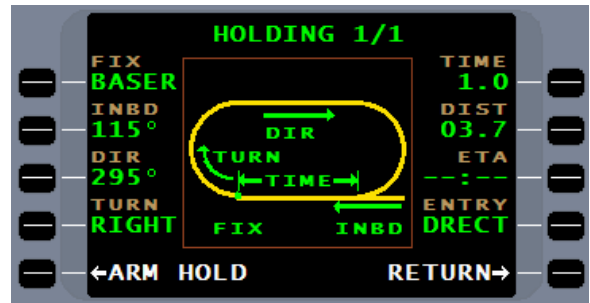 HOLDING 1/1
FIX TIME
BASER 1.0
INBD DIST
115° DIR 03.7
DIR TURN ETA
295° TIME --:--
TURN ENTRY
RIGHT FIX INBD DRECT
←ARM HOLD RETURN→